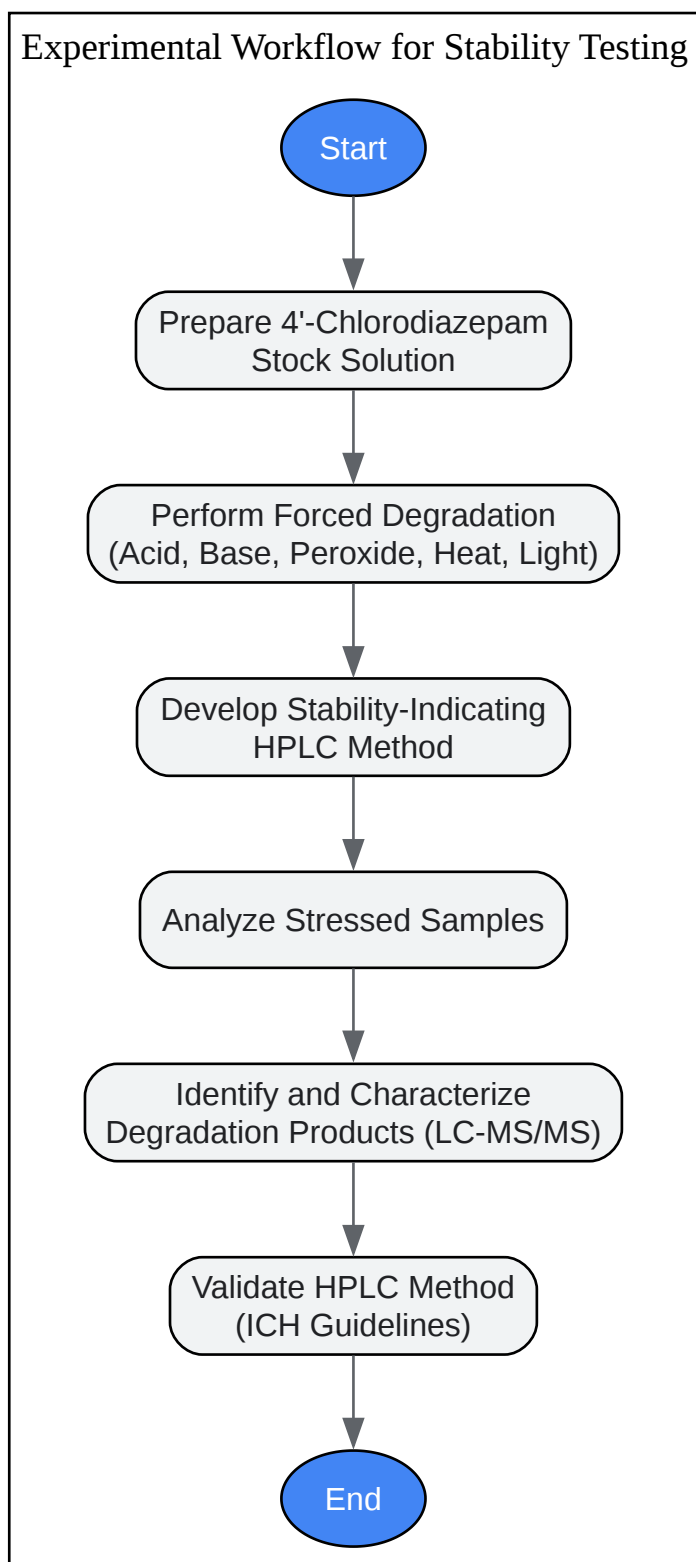 Experimental Workflow for Stability Testing
Start
Prepare 4'-Chlorodiazepam
Stock Solution
Perform Forced Degradation
(Acid, Base, Peroxide, Heat, Light)
Develop Stability-Indicating
HPLC Method
Analyze Stressed Samples
Identify and Characterize
Degradation Products (LC-MS/MS)
Validate HPLC Method
(ICH Guidelines)
End